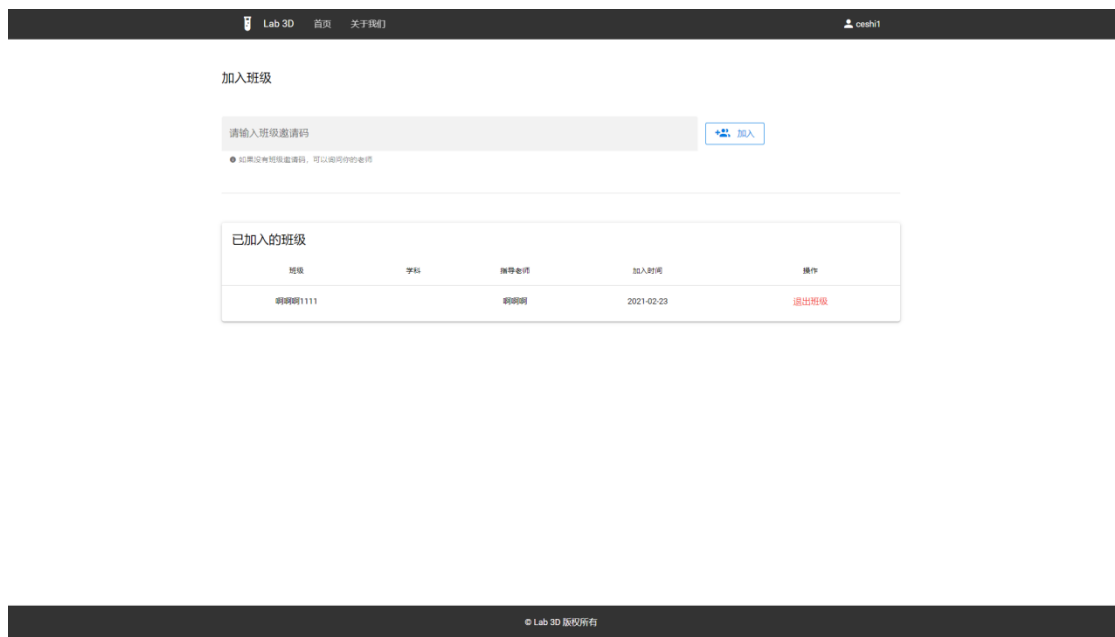 Lab 3D 首页 关于我们 ceshi1
加入班级
请输入班级邀请码 加入
如果没有班级邀请码，可以询问你的老师
已加入的班级
班级 学科 指导老师 加入时间 操作
啊啊啊1111 啊啊啊 2021-02-23 退出班级
© Lab 3D 版权所有